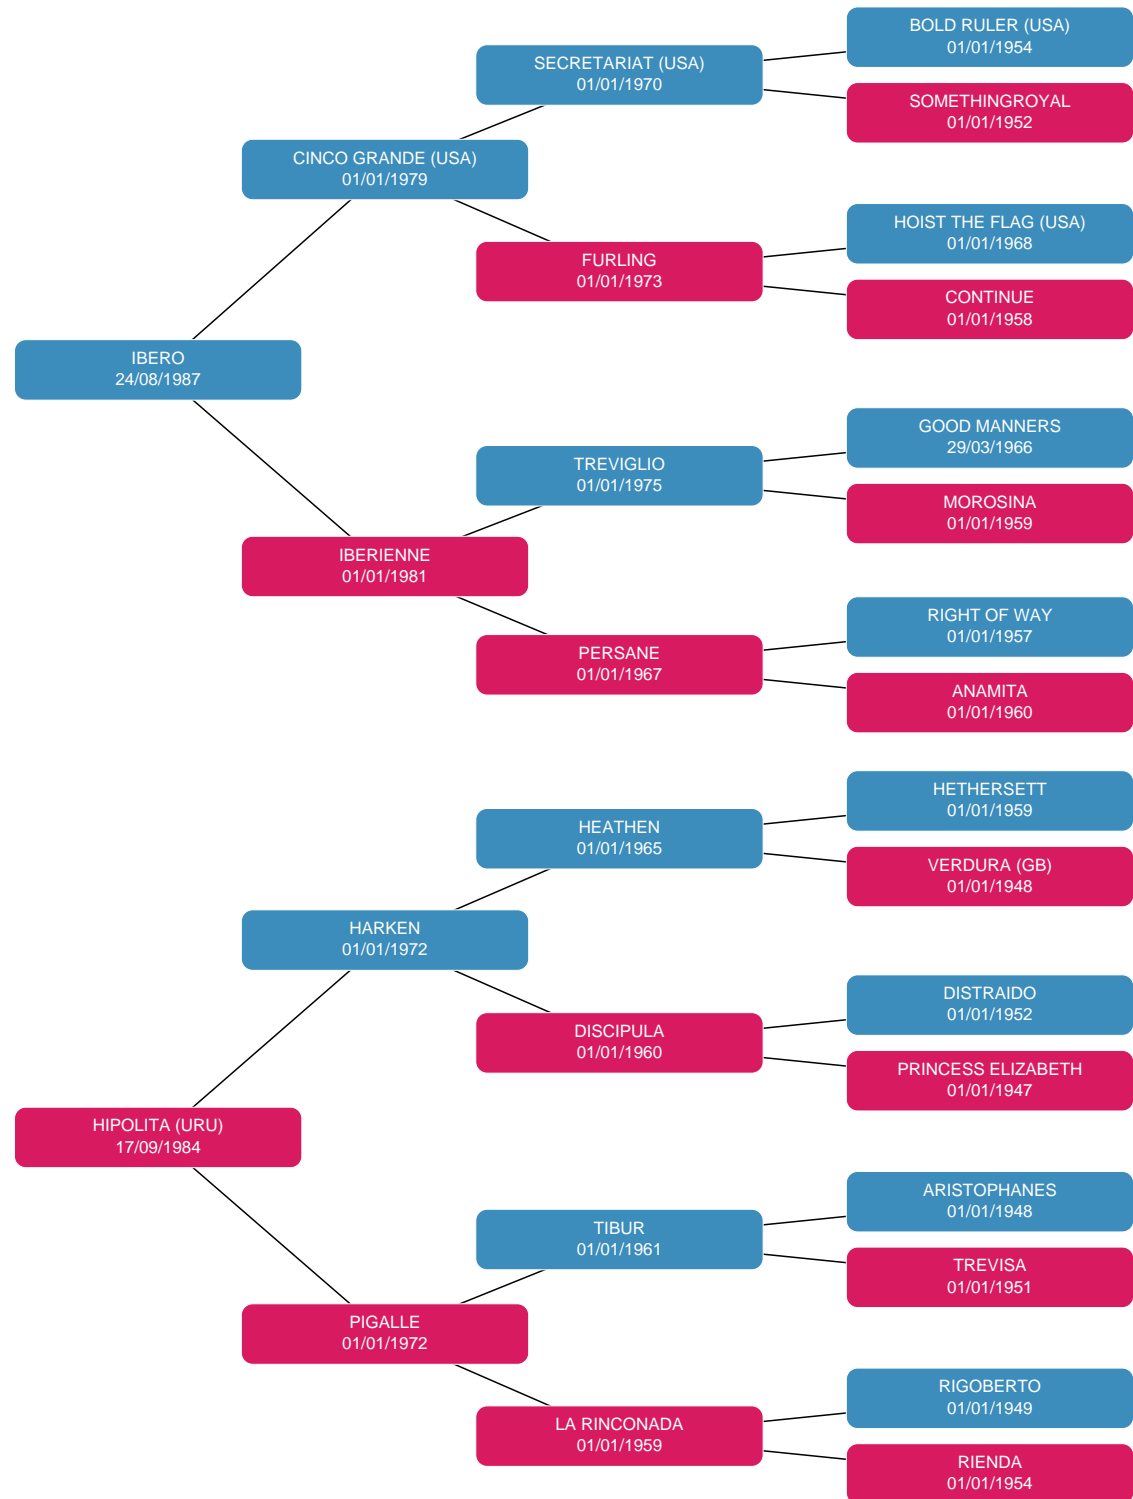 BOLD RULER (USA)
01/01/1954
SECRETARIAT (USA)
01/01/1970
SOMETHINGROYAL
01/01/1952
CINCO GRANDE (USA)
01/01/1979
HOIST THE FLAG (USA)
01/01/1968
FURLING
01/01/1973
CONTINUE
01/01/1958
IBERO
24/08/1987
GOOD MANNERS
29/03/1966
TREVIGLIO
01/01/1975
MOROSINA
01/01/1959
IBERIENNE
01/01/1981
RIGHT OF WAY
01/01/1957
PERSANE
01/01/1967
ANAMITA
01/01/1960
HETHERSETT
01/01/1959
HEATHEN
01/01/1965
VERDURA (GB)
01/01/1948
HARKEN
01/01/1972
DISTRAIDO
01/01/1952
DISCIPULA
01/01/1960
PRINCESS ELIZABETH
01/01/1947
HIPOLITA (URU)
17/09/1984
ARISTOPHANES
01/01/1948
TIBUR
01/01/1961
TREVISA
01/01/1951
PIGALLE
01/01/1972
RIGOBERTO
01/01/1949
LA RINCONADA
01/01/1959
RIENDA
01/01/1954